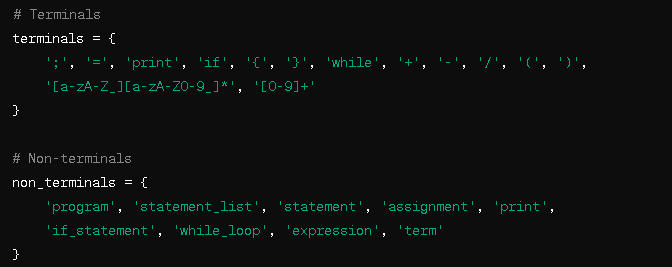 # Terminals
terminals = {
';', '=', 'print', 'if', '{', '}', 'while', '+', '-', '/', '(', ')',
'[a-zA-Z_][a-zA-Z0-9_]*', '[0-9]+'
}
# Non-terminals
non_terminals = {
'program', 'statement_list', 'statement', 'assignment', 'print',
'if_statement', 'while_loop', 'expression', 'term'
}